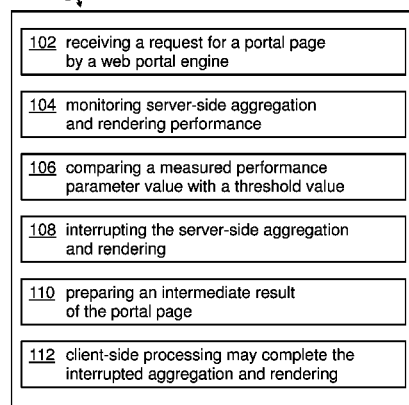 102 receiving a request for a portal page
by a web portal engine
104 monitoring server-side aggregation
and rendering performance
106 comparing a measured performance
parameter value with a threshold value
108 interrupting the server-side aggregation
and rendering
110 preparing an intermediate result
of the portal page
112 client-side processing may complete the
interrupted aggregation and rendering